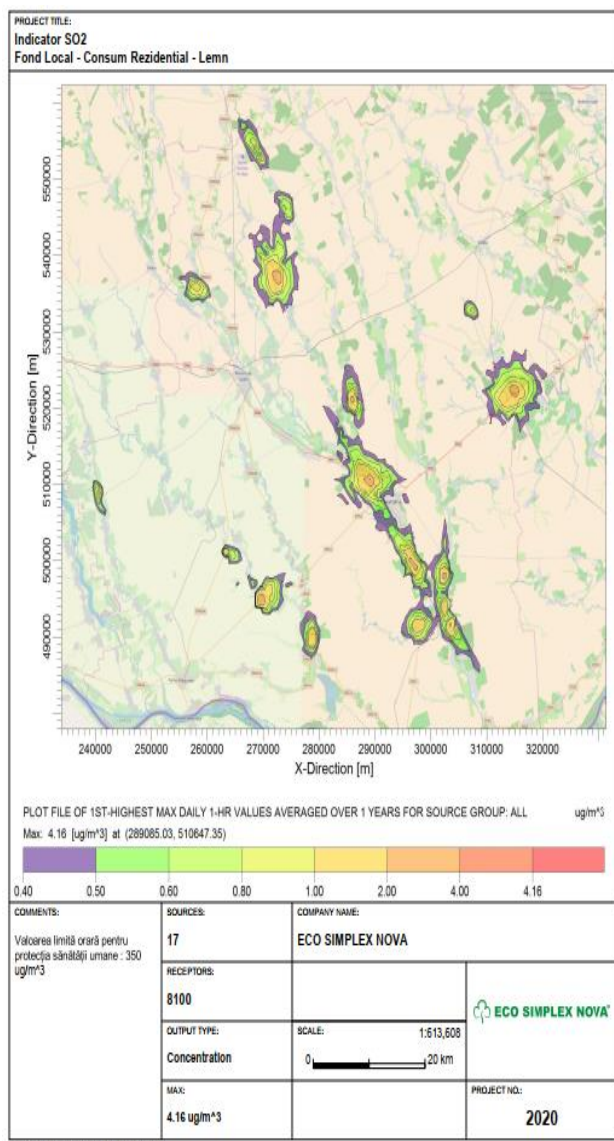 PROJECT TITLE:
Indicator SO2
Fond Local - Consum Rezidential - Lemn
Y-Direction [m]
550000
540000
530000
520000
510000
500000
490000
240000 250000 260000 270000 280000 290000 300000 310000 320000
X-Direction [m]
PLOT FILE OF 1ST-HIGHEST MAX DAILY 1-HR VALUES AVERAGED OVER 1 YEARS FOR SOURCE GROUP: ALL ug/m^3
Max: 4.16 [ug/m^3] at (289085.03, 510647.35)
0.40 0.50 0.60 0.80 1.00 2.00 4.00 4.16
COMMENTS:
Valoarea limită orară pentru
protecția sănătății umane : 350
ug/m^3
SOURCES:
17
COMPANY NAME:
ECO SIMPLEX NOVA
RECEPTORS:
8100
OUTPUT TYPE:
Concentration
SCALE: 1:613,608
0 20 km
ECO SIMPLEX NOVA
MAX:
4.16 ug/m^3
PROJECT NO.:
2020